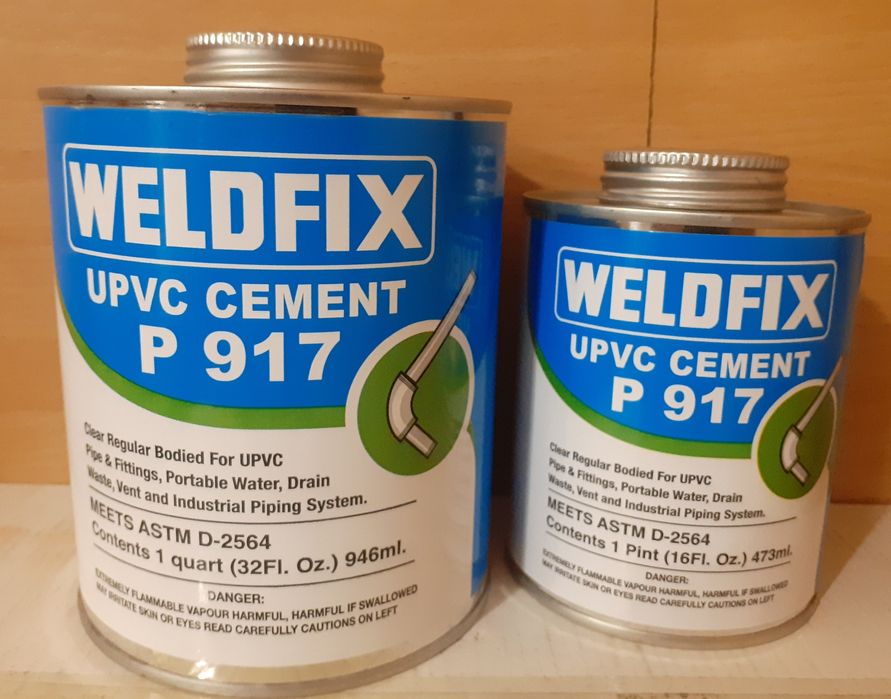 WELDFIX
UPVC CEMENT
P 917
Clear Regular Bodied For UPVC
Pipe & Fittings, Portable Water, Drain
Waste, Vent and Industrial Piping System.
MEETS ASTM D-2564
Contents 1 quart (32Fl. Oz.) 946ml.
DANGER:
EXTREMELY FLAMMABLE VAPOUR HARMFUL, HARMFUL IF SWALLOWED
MAY IRRITATE SKIN OR EYES READ CAREFULLY CAUTIONS ON LEFT
WELDFIX
UPVC CEMENT
P 917
Clear Regular Bodied For UPVC
Pipe & Fittings, Portable Water, Drain
Waste, Vent and Industrial Piping System.
MEETS ASTM D-2564
Contents 1 Pint (16Fl. Oz.) 473ml.
DANGER:
EXTREMELY FLAMMABLE VAPOUR HARMFUL, HARMFUL IF SWALLOWED
MAY IRRITATE SKIN OR EYES READ CAREFULLY CAUTIONS ON LEFT